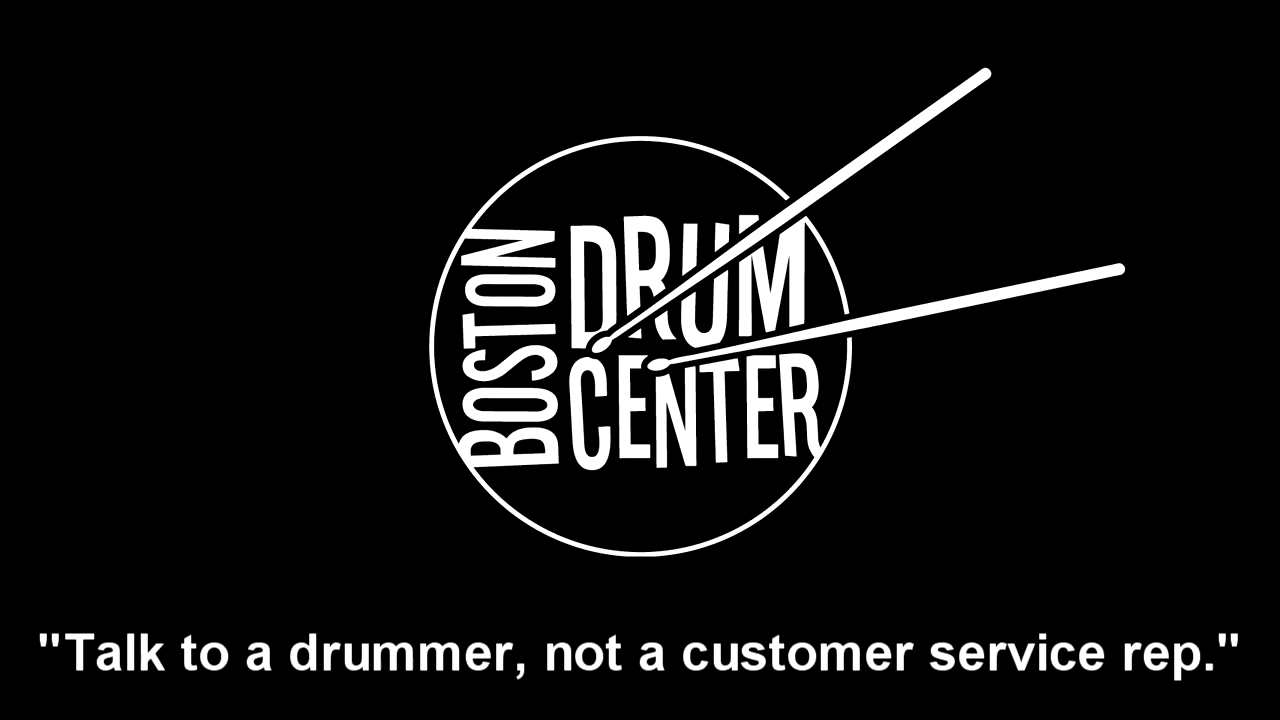 BOSTON
DRUM
CENTER
"Talk to a drummer, not a customer service rep."